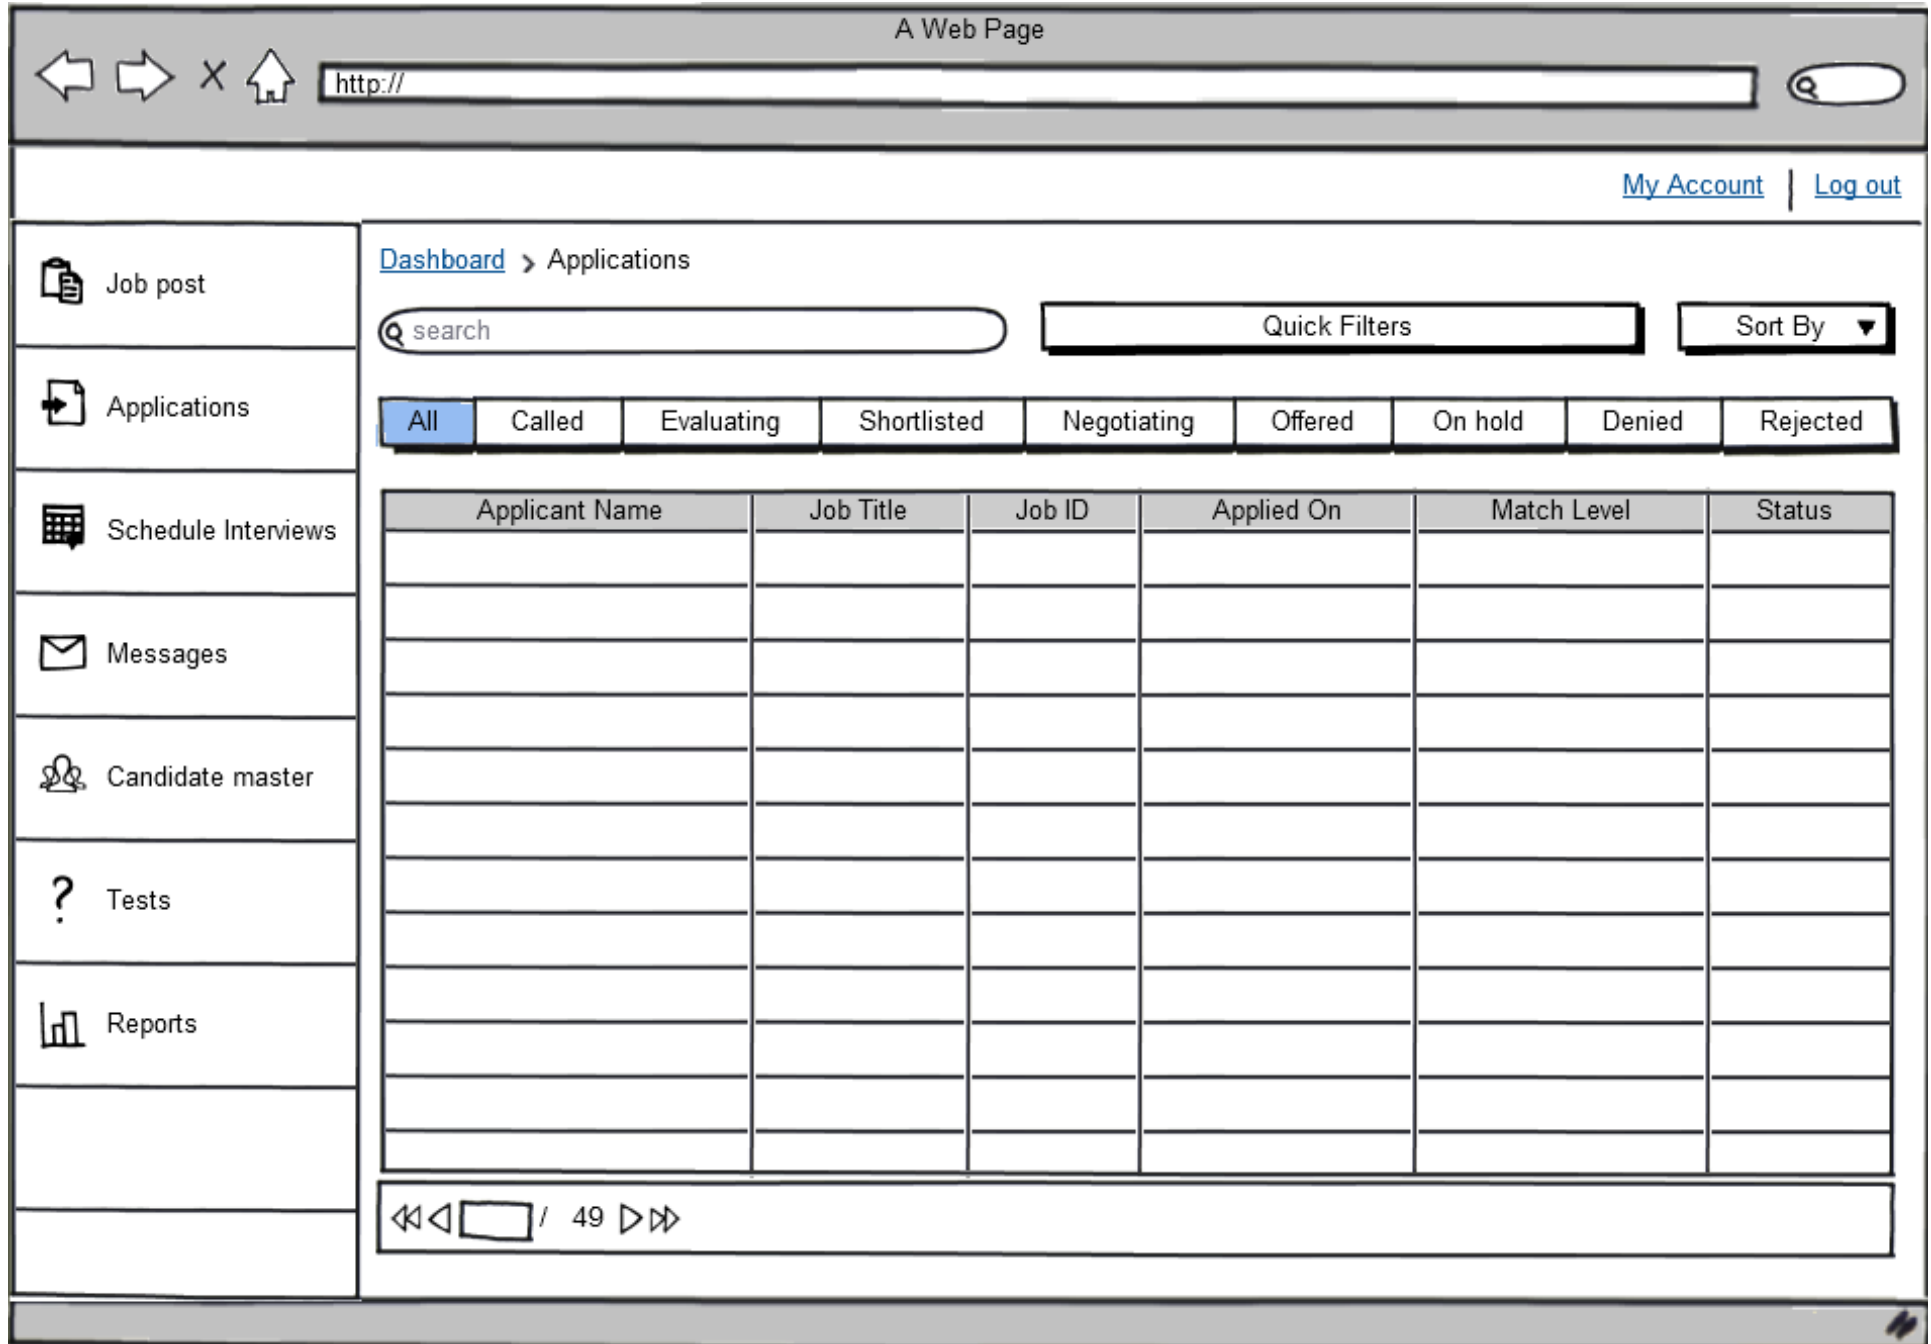 A Web Page
http://
My Account | Log out
Job post
Applications
Schedule Interviews
Messages
Candidate master
Tests
Reports
Dashboard > Applications
search
Quick Filters
Sort By
All Called Evaluating Shortlisted Negotiating Offered On hold Denied Rejected
Applicant Name Job Title Job ID Applied On Match Level Status
/ 49